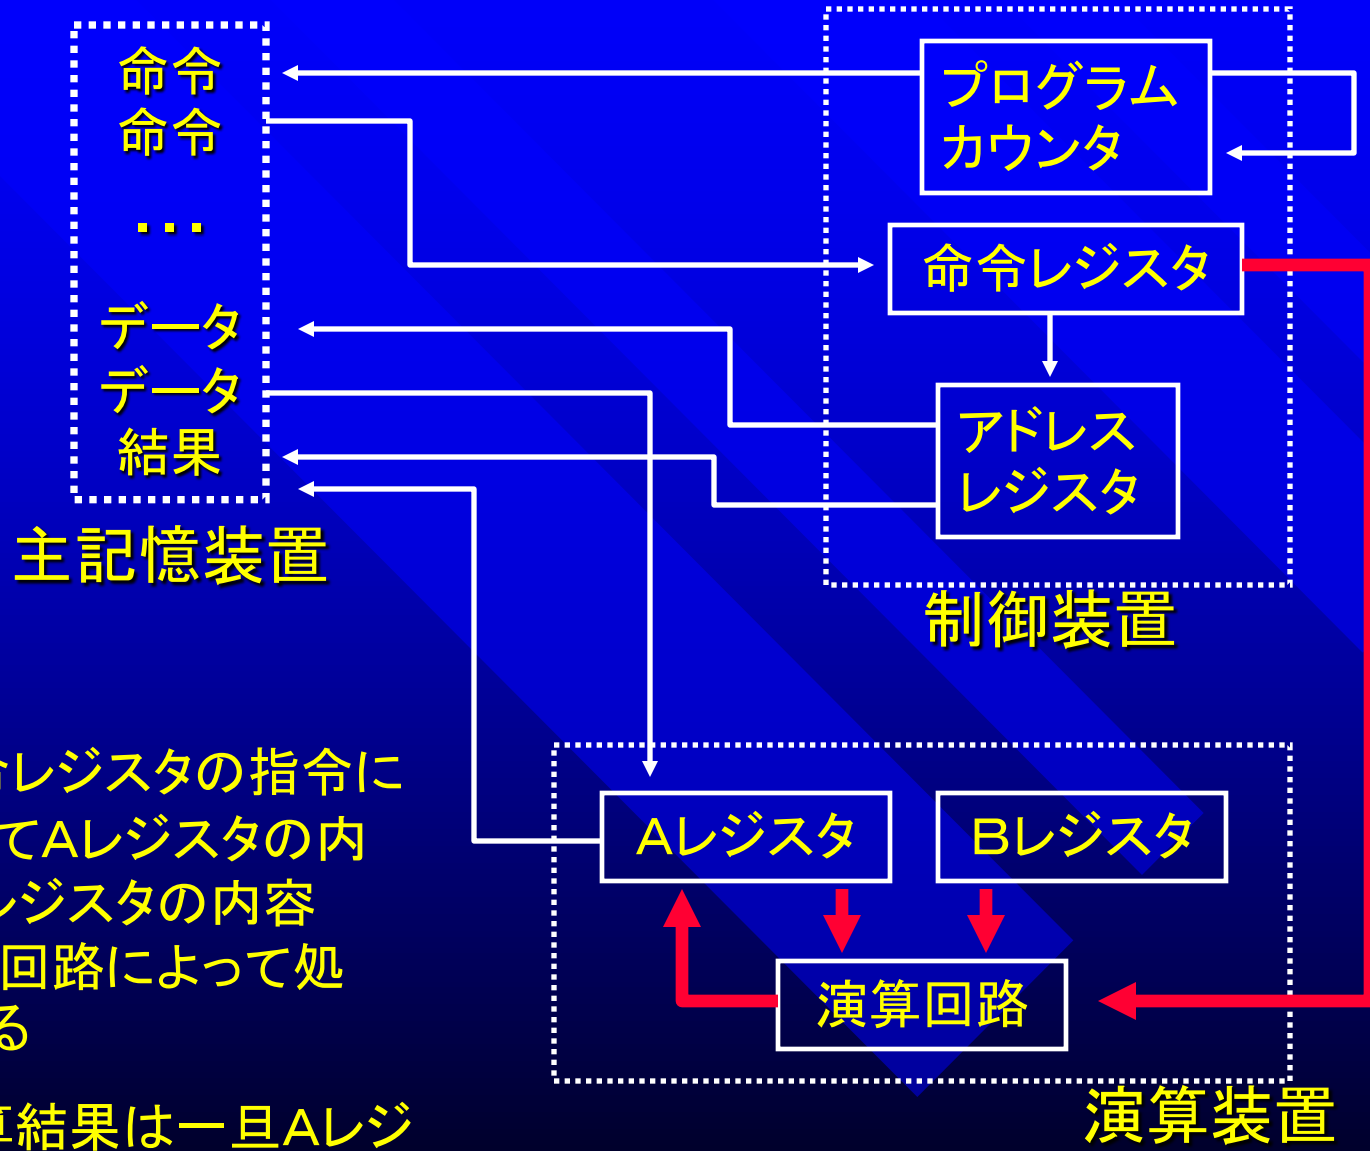 命令
命令
・・・
データ
データ
結果
主記憶装置
プログラム
カウンタ
命令レジスタ
アドレス
レジスタ
制御装置
レジスタの指令に
てAレジスタの内
レジスタの内容
回路によって処
る
算結果は一旦Aレジ
Aレジスタ
Bレジスタ
演算回路
演算装置